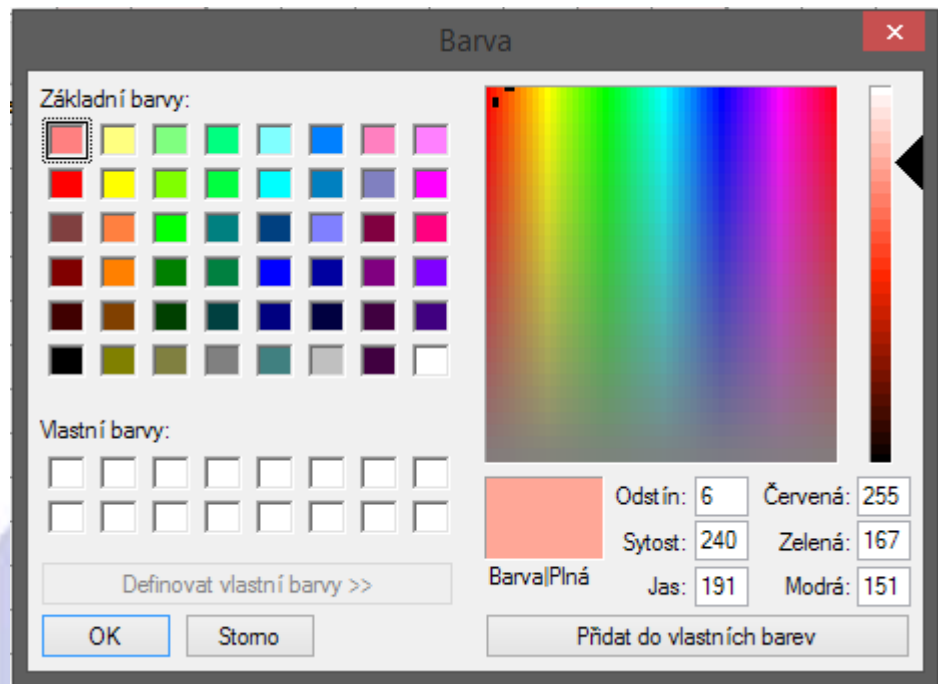 Barva
Základní barvy:
Vlastní barvy:
Definovat vlastní barvy >>
OK
Storno
Barva|Plná
Odstín: 6
Sytost: 240
Jas: 191
Červená: 255
Zelená: 167
Modrá: 151
Přidat do vlastních barev